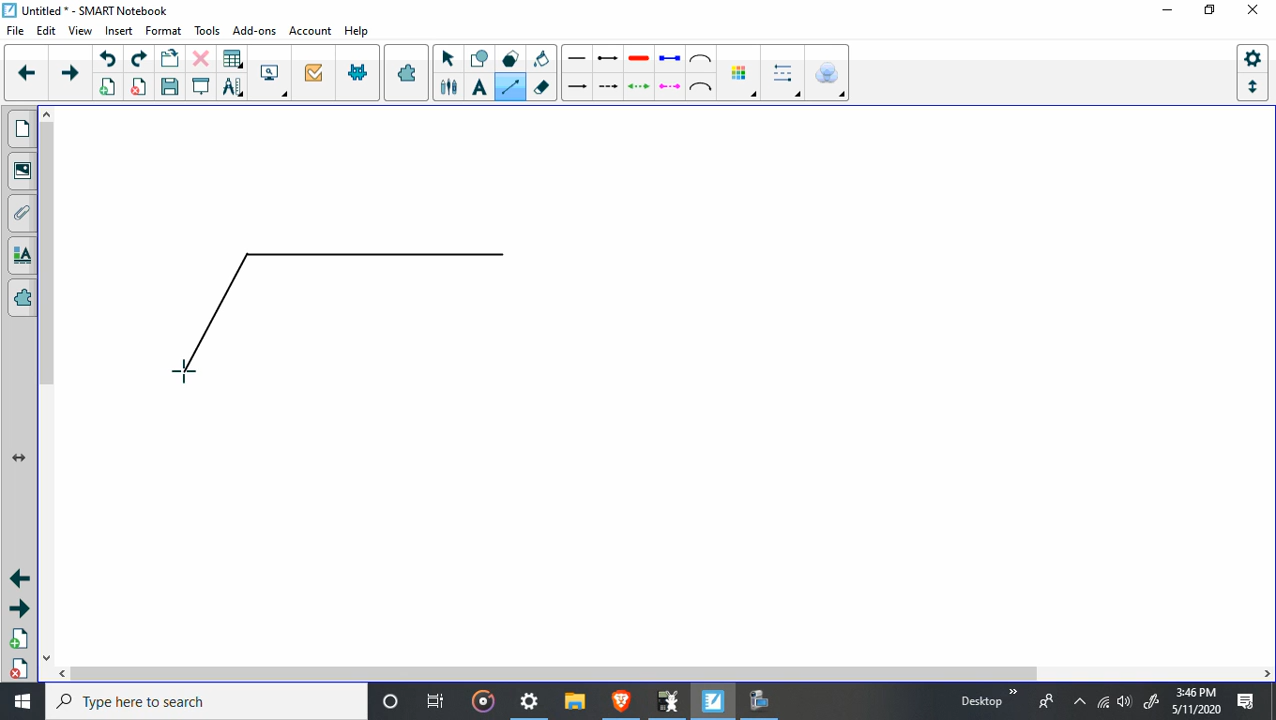 Untitled * - SMART Notebook
File Edit View Insert Format Tools Add-ons Account Help
Type here to search
Desktop
3:46 PM
5/11/2020